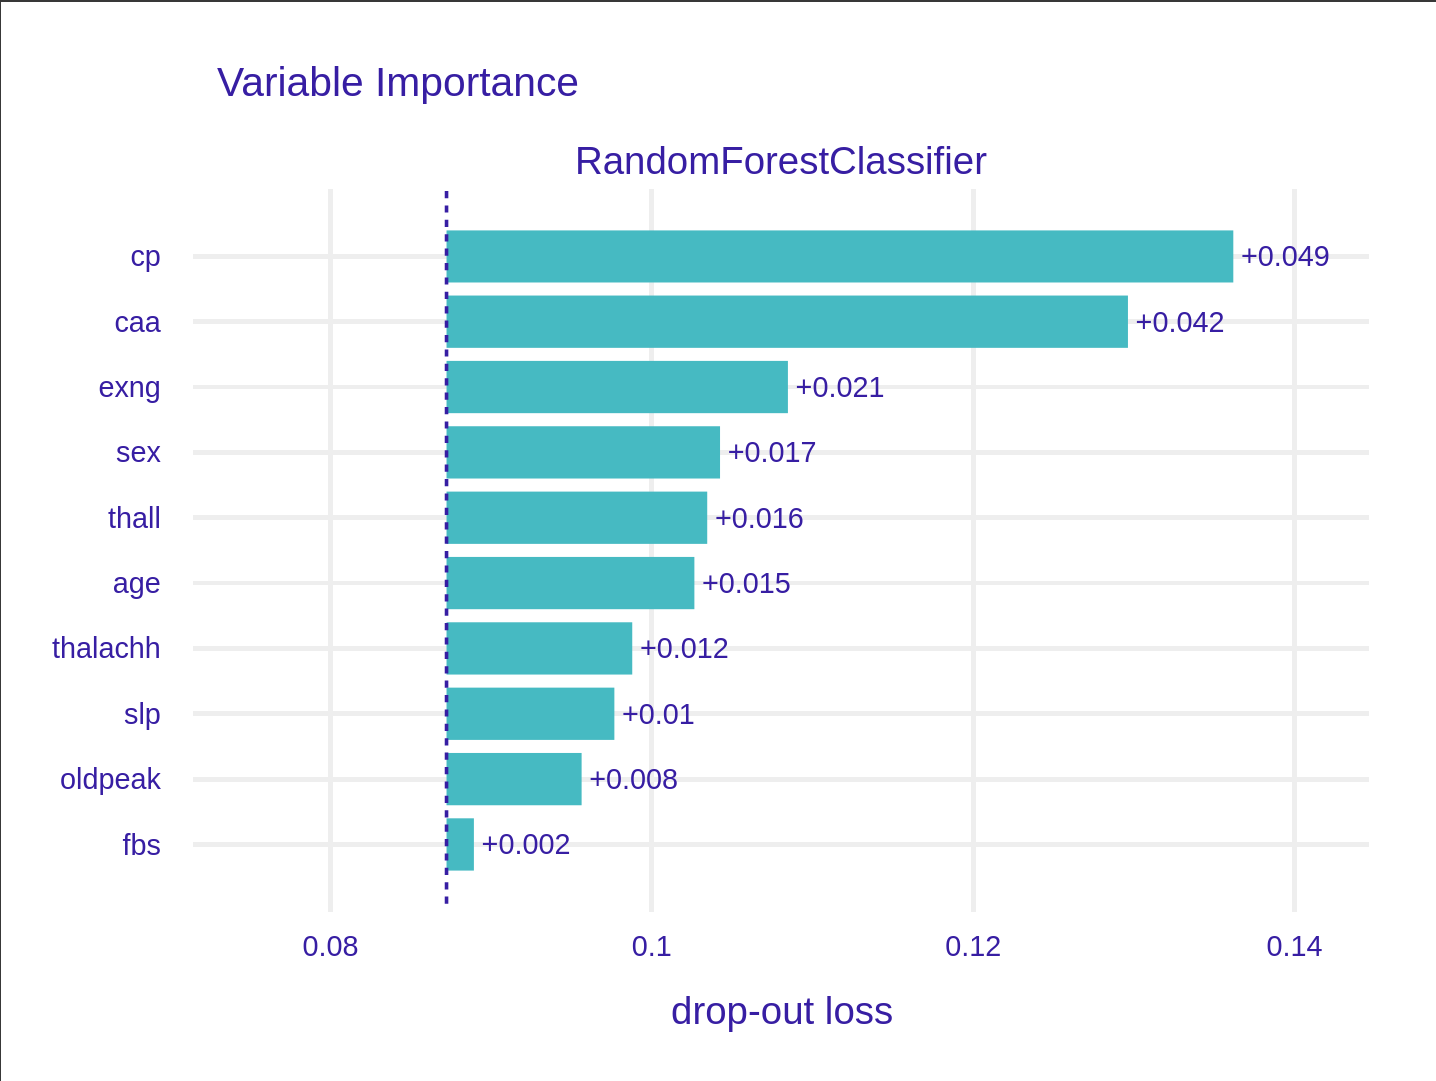 Variable Importance
RandomForestClassifier
cp +0.049
caa +0.042
exng +0.021
sex +0.017
thall +0.016
age +0.015
thalachh +0.012
slp +0.01
oldpeak +0.008
fbs +0.002
0.08 0.1 0.12 0.14
drop-out loss